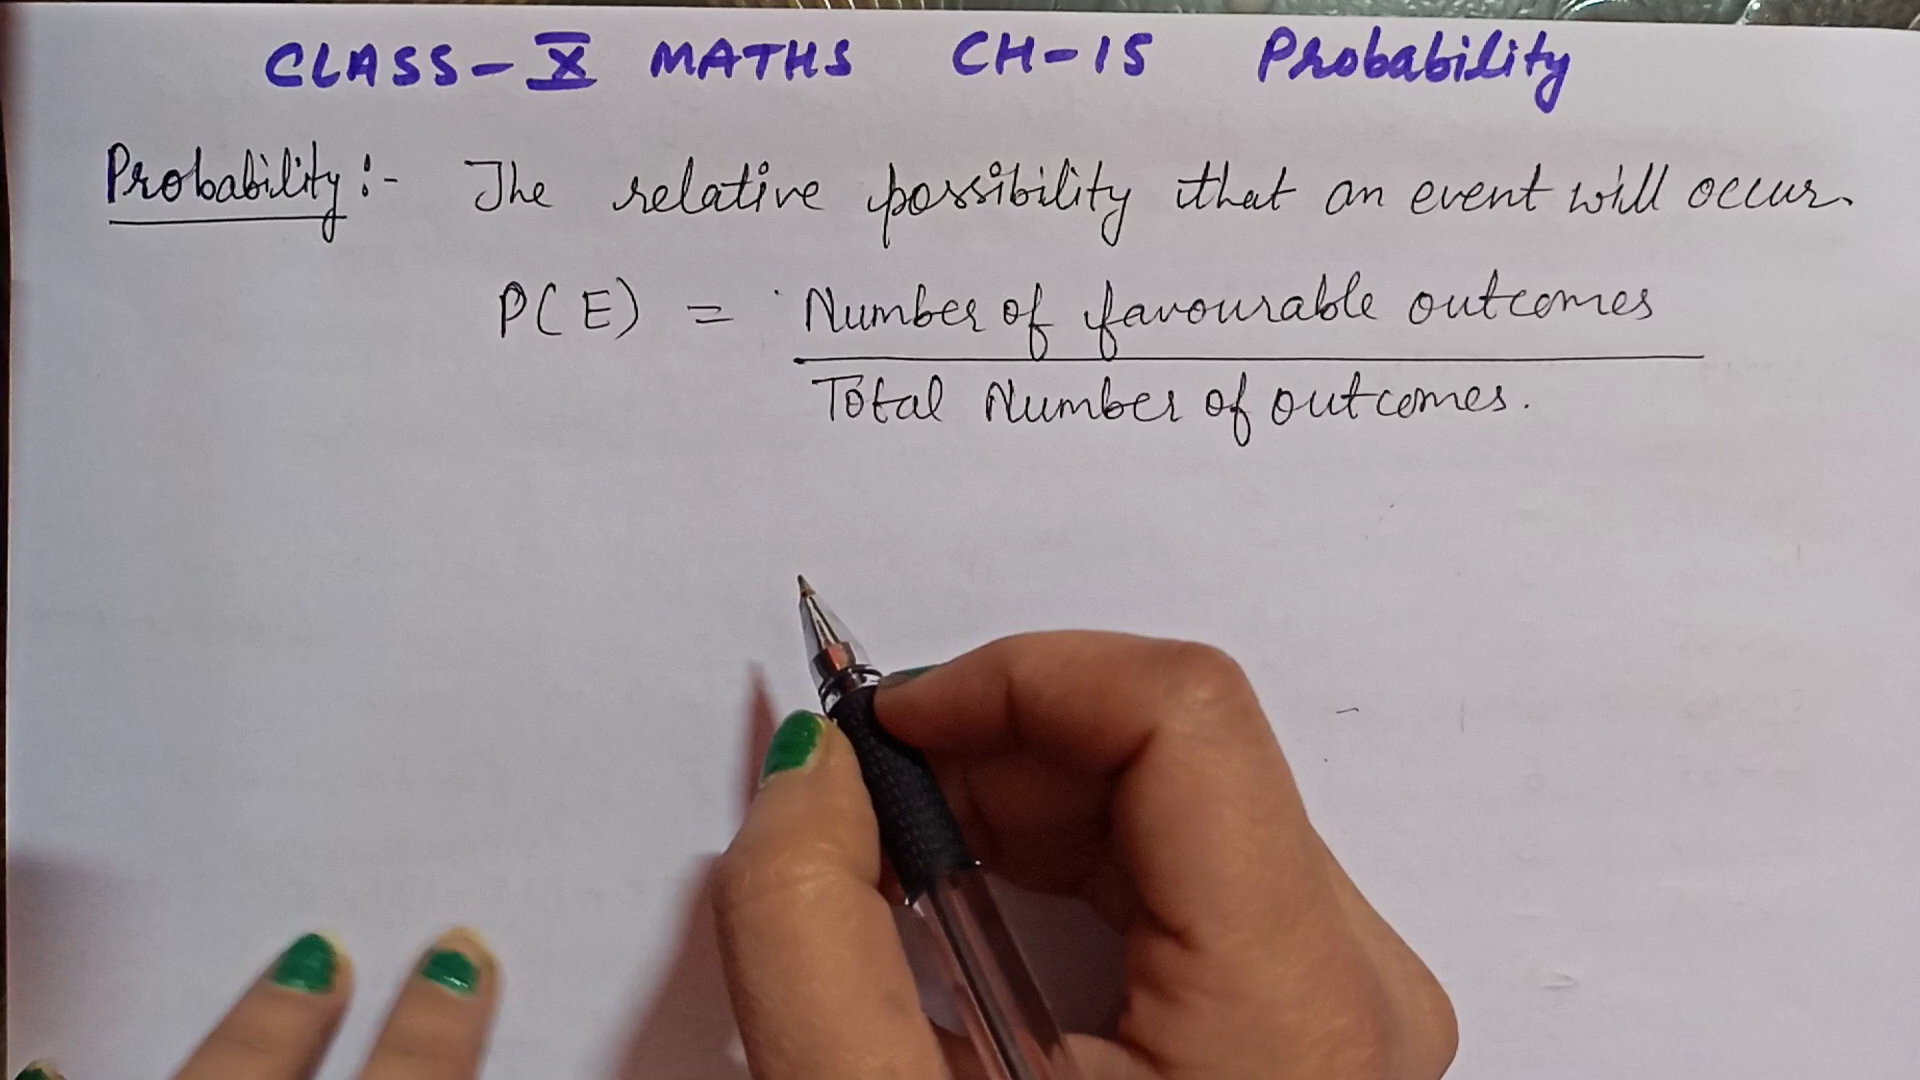 CLASS-X MATHS CH-15 Probability
Probability:- The relative possibility that an event will occur.
P(E) = Number of favourable outcomes
Total Number of outcomes.